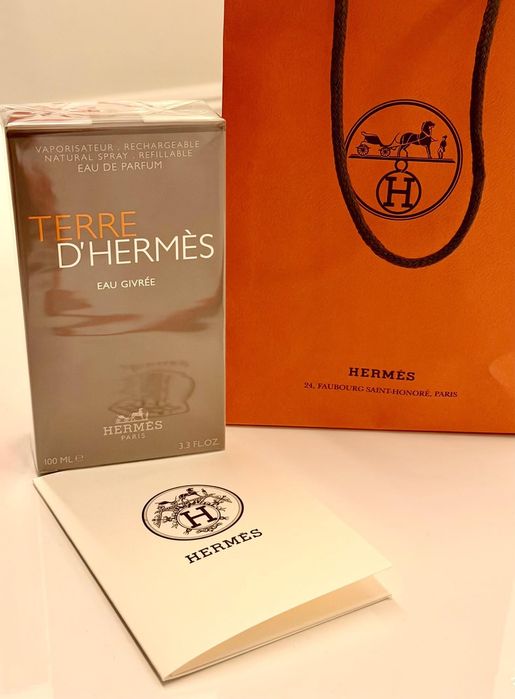 VAPORISATEUR . RECHARGEABLE
NATURAL SPRAY . REFILLABLE
EAU DE PARFUM
TERRE
D'HERMÈS
EAU GIVRÉE
HERMÈS
PARIS
100 ML ℮
3.3 FL.OZ.
H
HERMÈS
24, FAUBOURG SAINT-HONORÉ, PARIS
H
HERMÈS